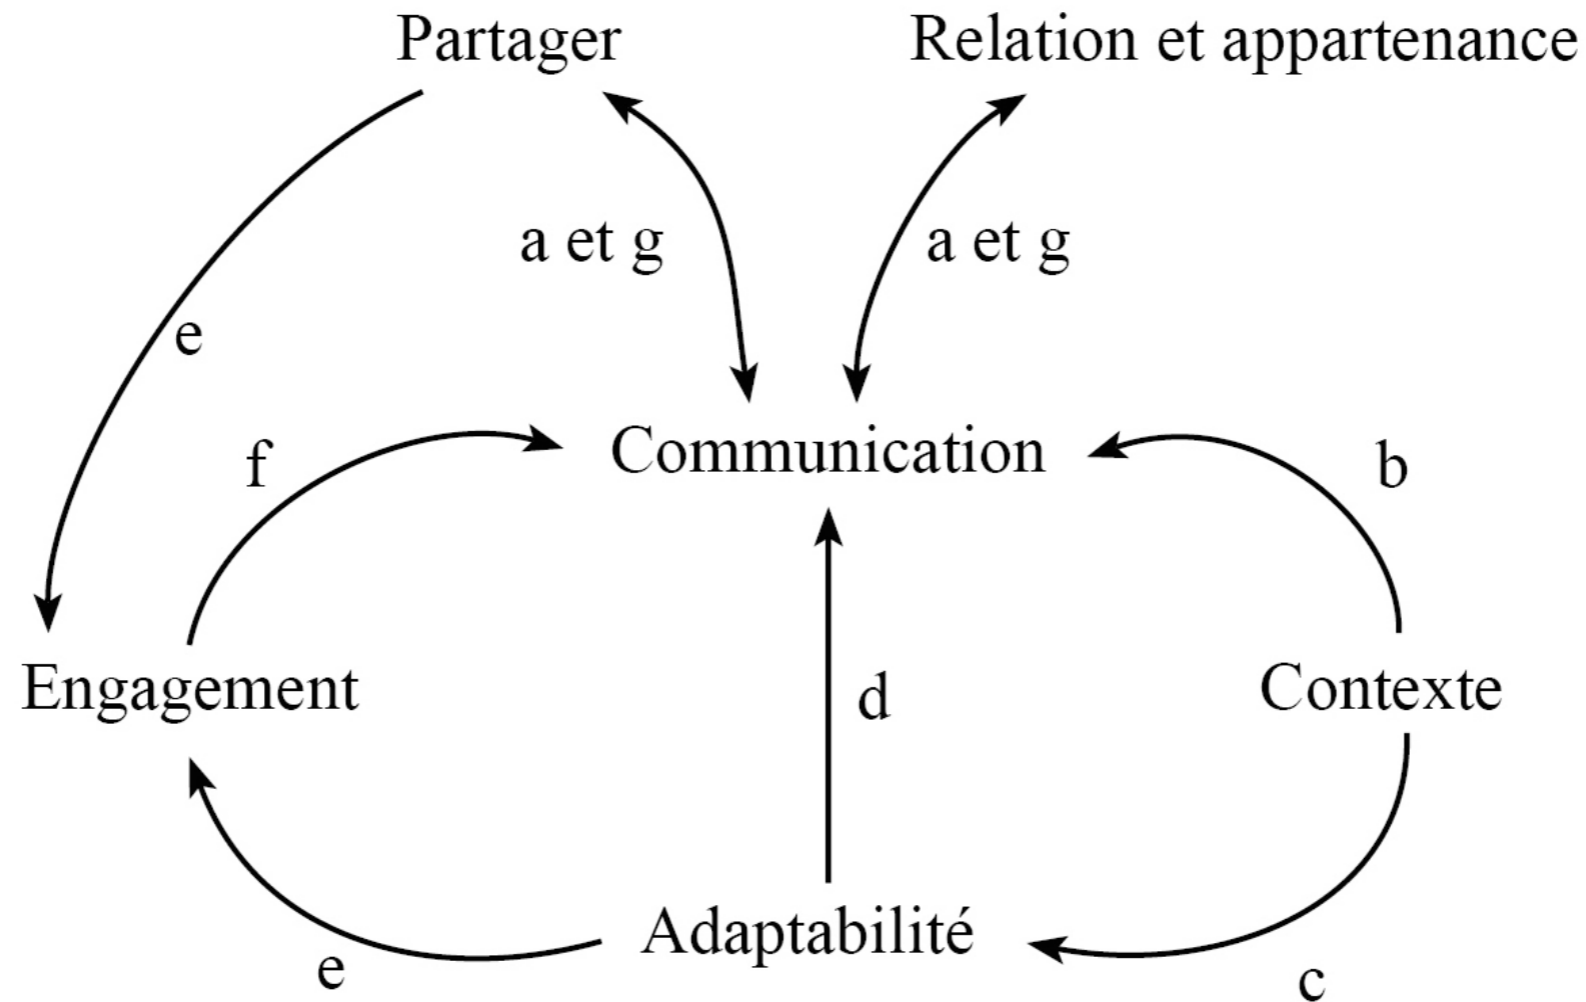 Partager
Relation et appartenance
a et g
a et g
e
f
Communication
b
Engagement
d
Contexte
Adaptabilité
e
c